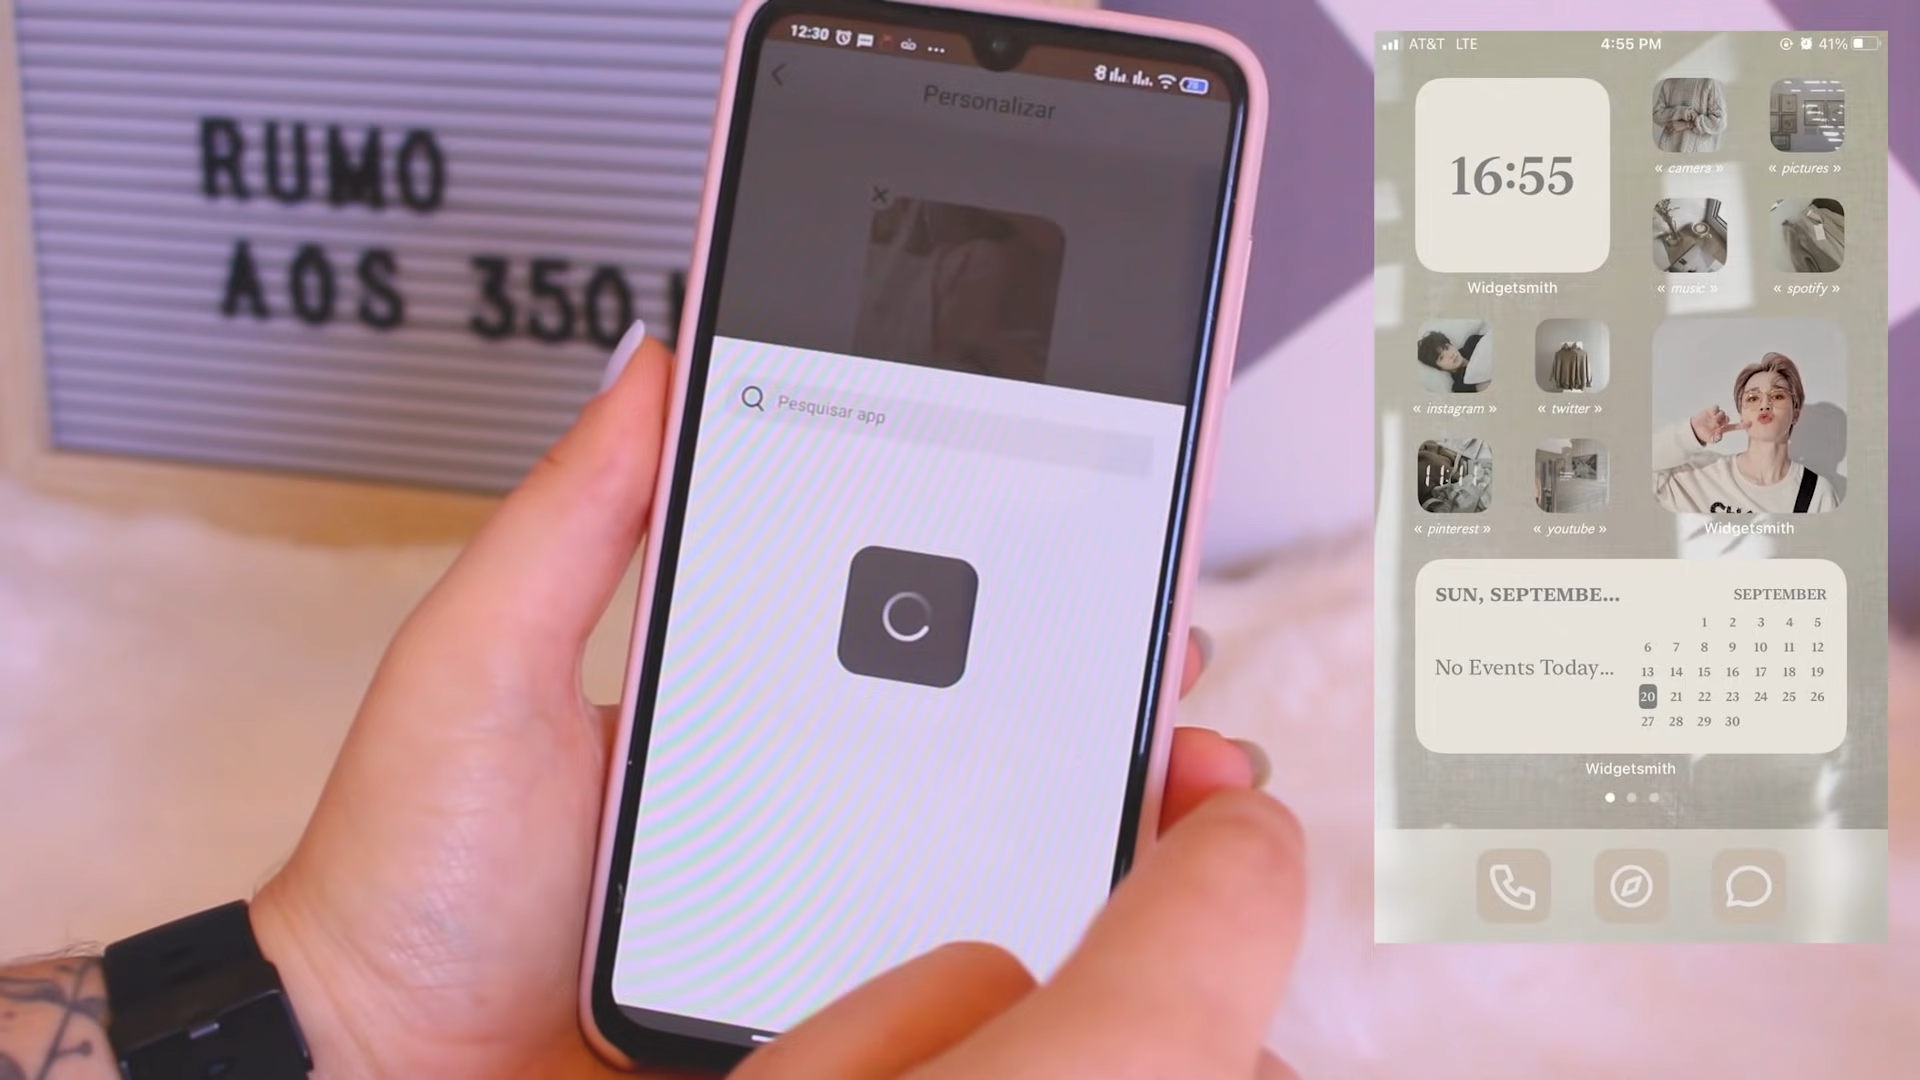 RUMO
AOS 350
12:30
Personalizar
Pesquisar app
AT&T LTE
4:55 PM
41%
16:55
Widgetsmith
« camera »
« pictures »
« music »
« spotify »
« instagram »
« twitter »
« pinterest »
« youtube »
Widgetsmith
SUN, SEPTEMBE...
No Events Today...
SEPTEMBER
1 2 3 4 5
6 7 8 9 10 11 12
13 14 15 16 17 18 19
20 21 22 23 24 25 26
27 28 29 30
Widgetsmith